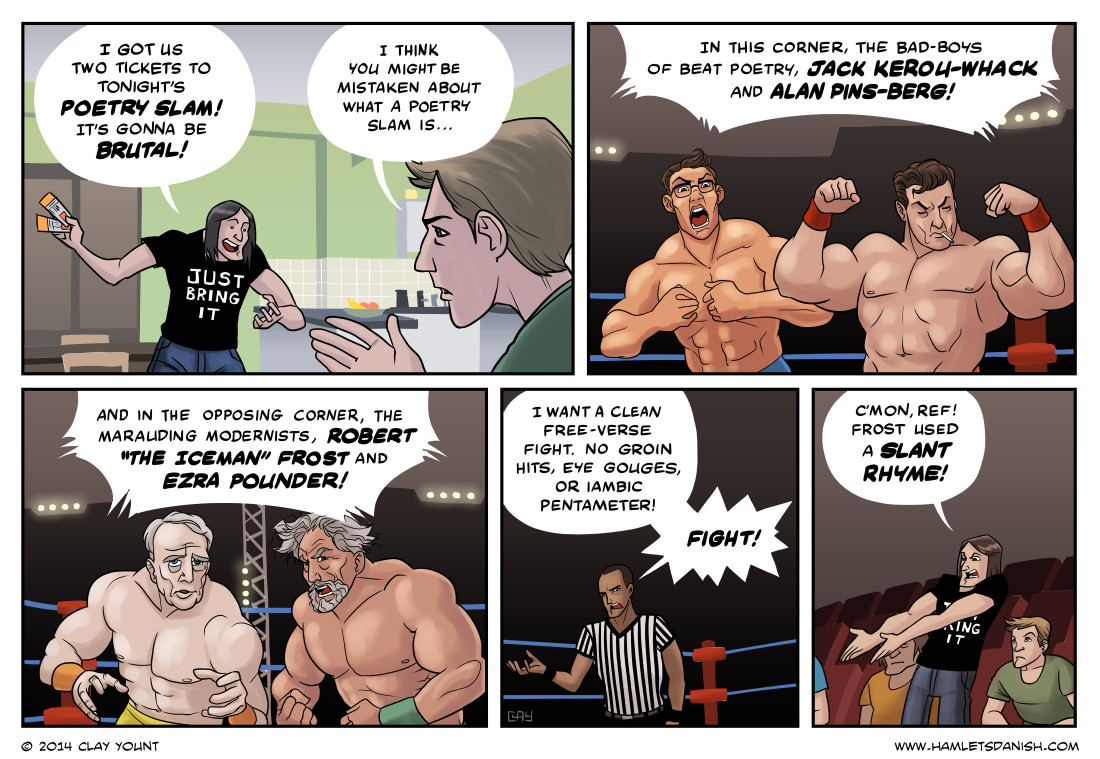 I GOT US
TWO TICKETS TO
TONIGHT'S
POETRY SLAM!
IT'S GONNA BE
BRUTAL!
I THINK
YOU MIGHT BE
MISTAKEN ABOUT
WHAT A POETRY
SLAM IS...
JUST
BRING
IT
IN THIS CORNER, THE BAD-BOYS
OF BEAT POETRY, JACK KEROU-WHACK
AND ALAN PINS-BERG!
AND IN THE OPPOSING CORNER, THE
MARAUDING MODERNISTS, ROBERT
"THE ICEMAN" FROST AND
EZRA POUNDER!
I WANT A CLEAN
FREE-VERSE
FIGHT. NO GROIN
HITS, EYE GOUGES,
OR IAMBIC
PENTAMETER!
FIGHT!
CLAY
C'MON, REF!
FROST USED
A SLANT
RHYME!
IT
© 2014 CLAY YOUNT
WWW.HAMLETSDANISH.COM